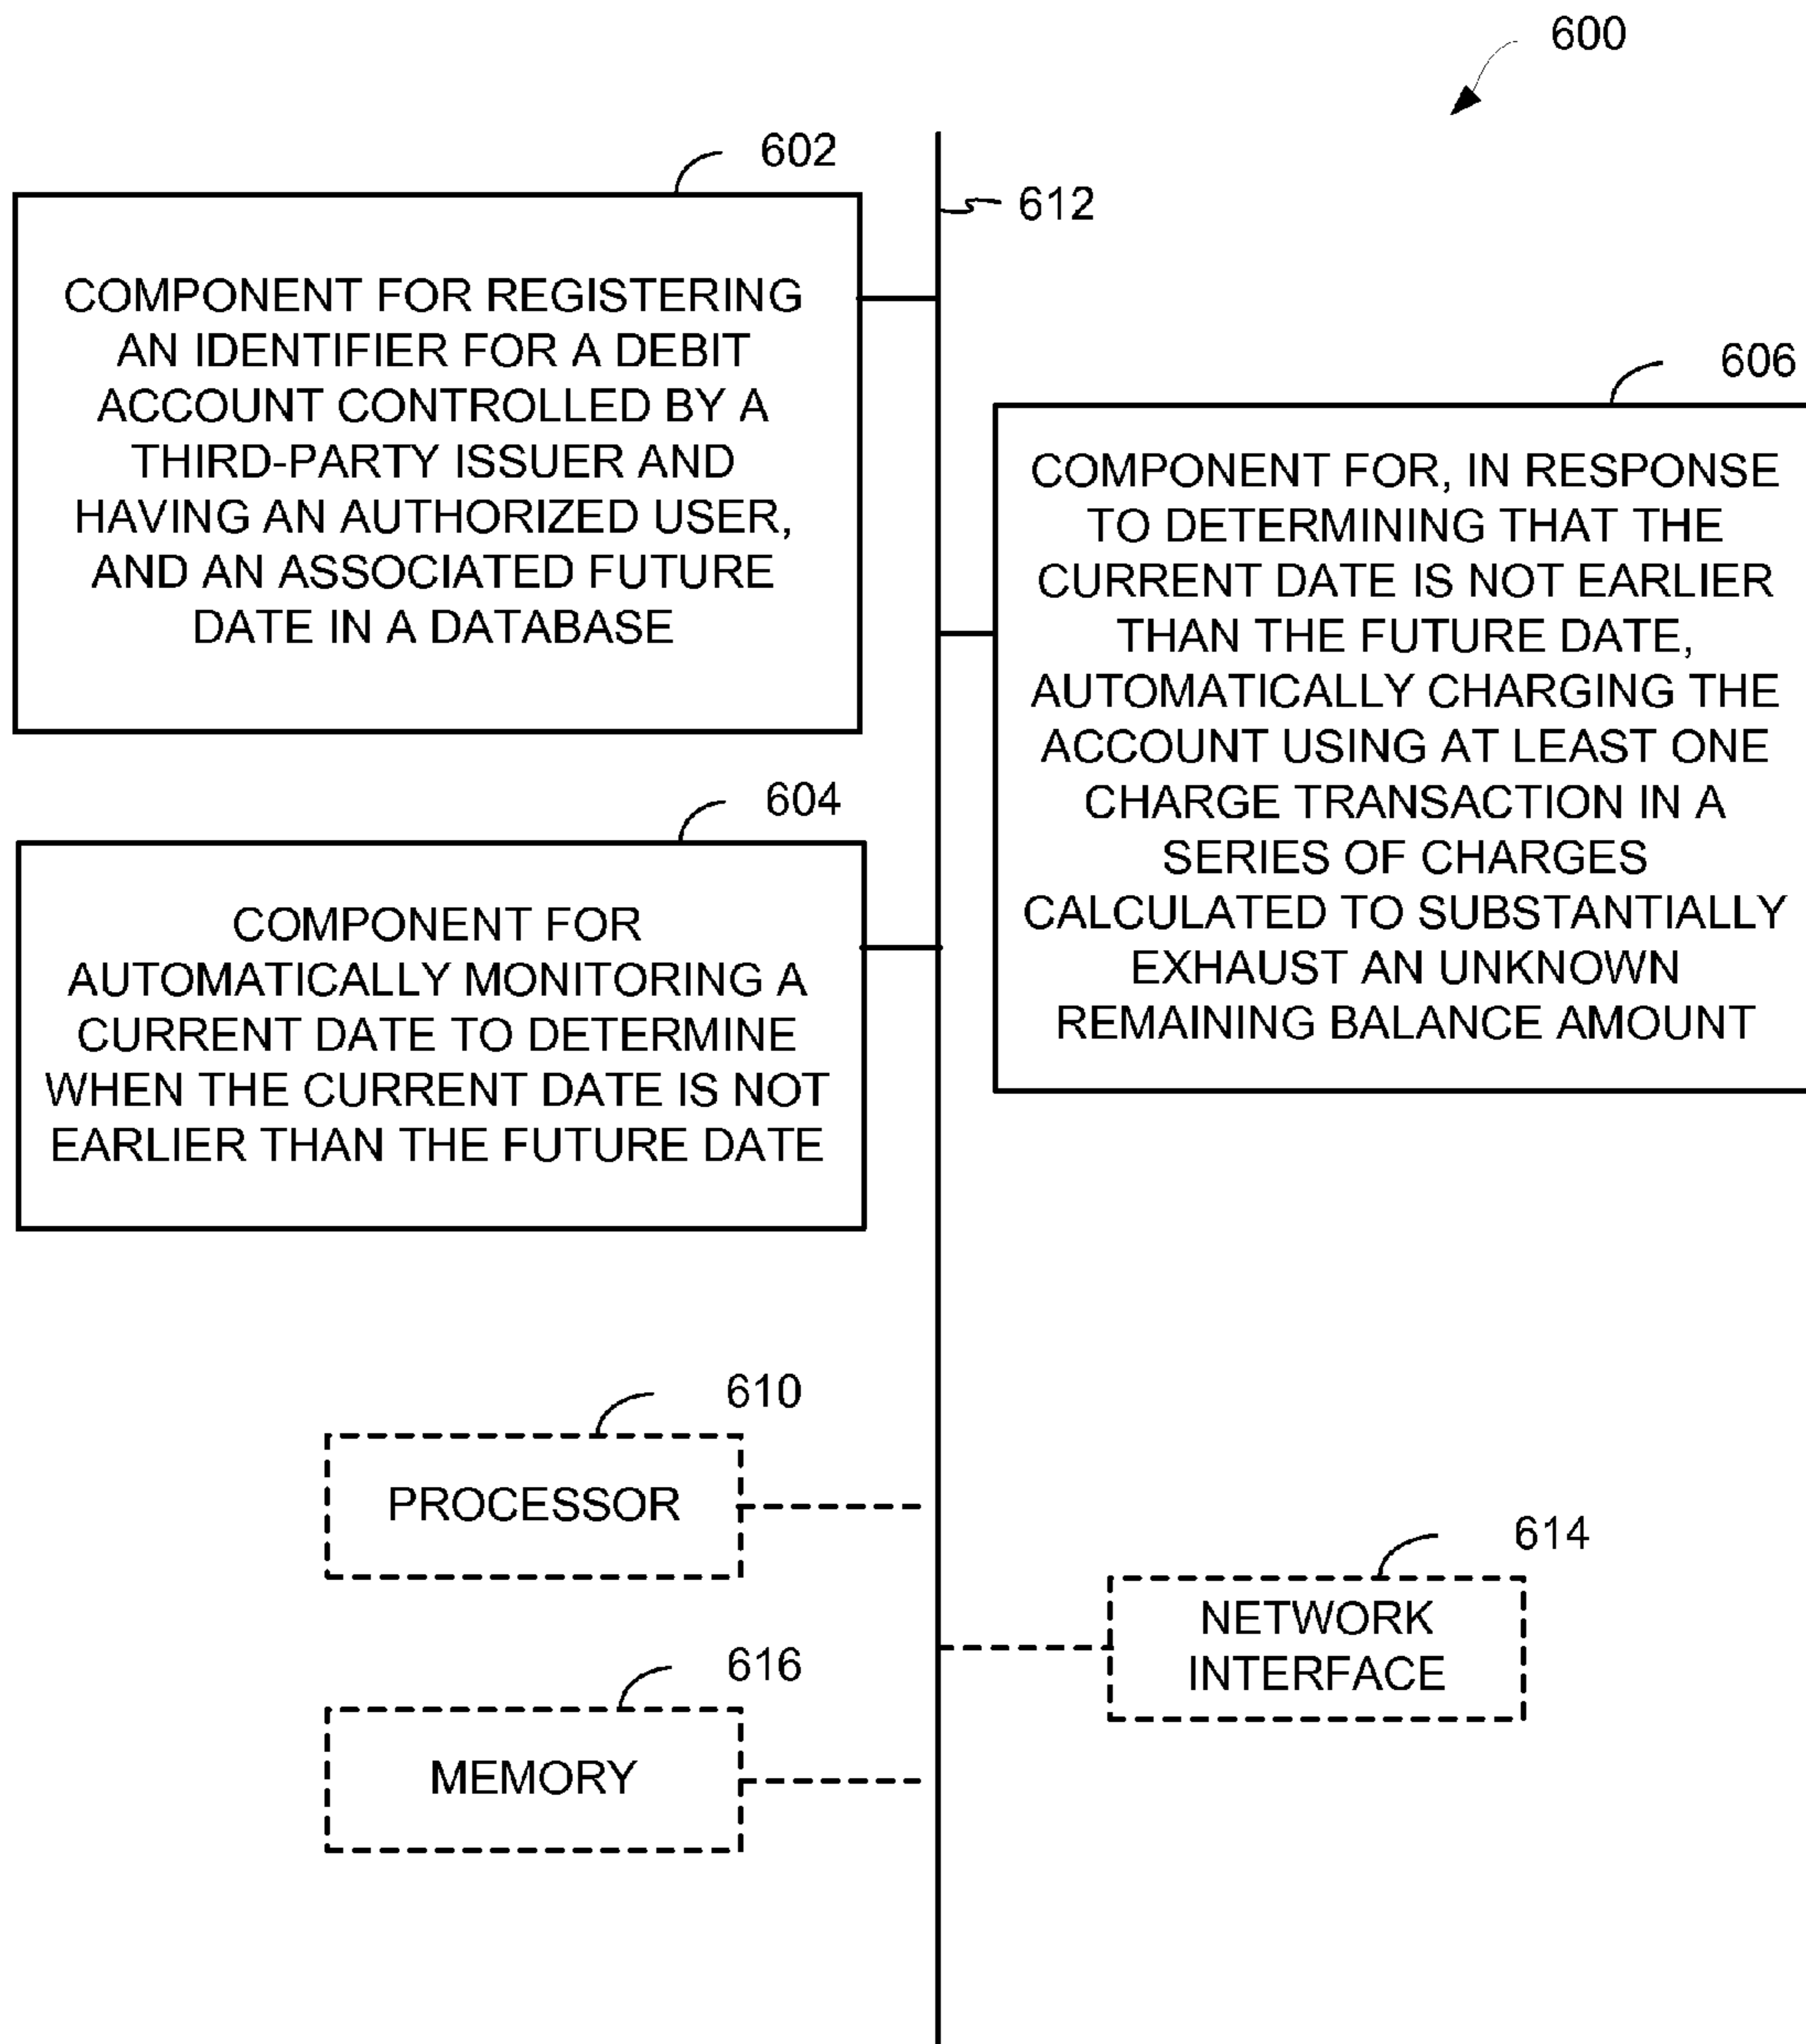 600
602
612
COMPONENT FOR REGISTERING
AN IDENTIFIER FOR A DEBIT
ACCOUNT CONTROLLED BY A
THIRD-PARTY ISSUER AND
HAVING AN AUTHORIZED USER,
AND AN ASSOCIATED FUTURE
DATE IN A DATABASE
606
COMPONENT FOR, IN RESPONSE
TO DETERMINING THAT THE
CURRENT DATE IS NOT EARLIER
THAN THE FUTURE DATE,
AUTOMATICALLY CHARGING THE
ACCOUNT USING AT LEAST ONE
CHARGE TRANSACTION IN A
SERIES OF CHARGES
CALCULATED TO SUBSTANTIALLY
EXHAUST AN UNKNOWN
REMAINING BALANCE AMOUNT
604
COMPONENT FOR
AUTOMATICALLY MONITORING A
CURRENT DATE TO DETERMINE
WHEN THE CURRENT DATE IS NOT
EARLIER THAN THE FUTURE DATE
610
PROCESSOR
614
NETWORK
INTERFACE
616
MEMORY